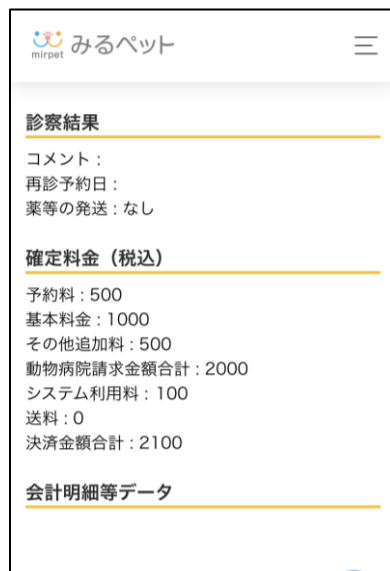 みるペット
mirpet
診察結果
コメント :
再診予約日 :
薬等の発送 : なし
確定料金（税込）
予約料 : 500
基本料金 : 1000
その他追加料 : 500
動物病院請求金額合計 : 2000
システム利用料 : 100
送料 : 0
決済金額合計 : 2100
会計明細等データ